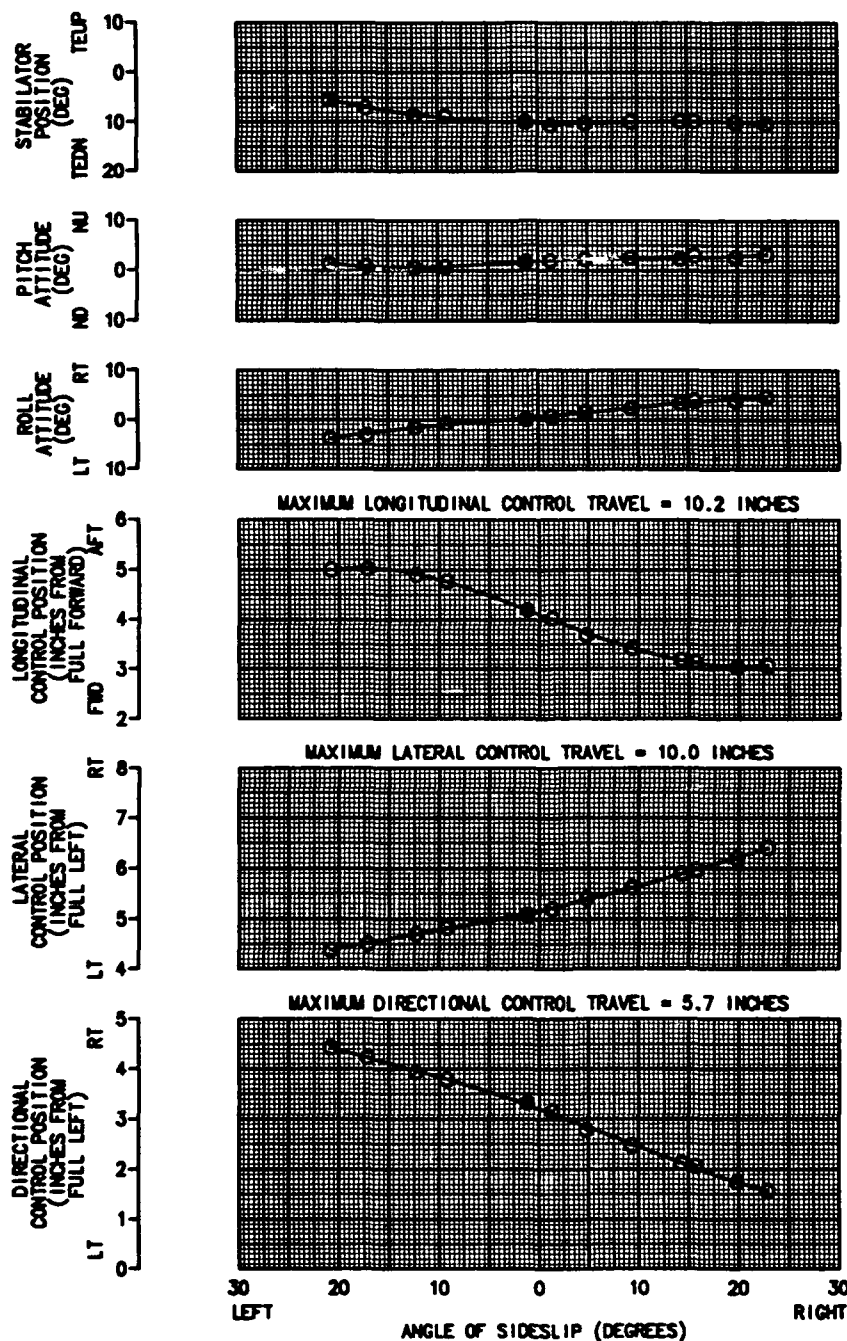 STABILATOR
POSITION
(DEG)
TEDN TEUP
10
0
10
20
PITCH
ATTITUDE
(DEG)
ND NU
10
0
10
ROLL
ATTITUDE
(DEG)
LT RT
10
0
10
MAXIMUM LONGITUDINAL CONTROL TRAVEL = 10.2 INCHES
LONGITUDINAL
CONTROL POSITION
(INCHES FROM
FULL FORWARD)
FWD AFT
6
5
4
3
2
MAXIMUM LATERAL CONTROL TRAVEL = 10.0 INCHES
LATERAL
CONTROL POSITION
(INCHES FROM
FULL LEFT)
LT RT
8
7
6
5
4
MAXIMUM DIRECTIONAL CONTROL TRAVEL = 5.7 INCHES
DIRECTIONAL
CONTROL POSITION
(INCHES FROM
FULL LEFT)
LT RT
5
4
3
2
1
0
30 20 10 0 10 20 30
LEFT RIGHT
ANGLE OF SIDESLIP (DEGREES)